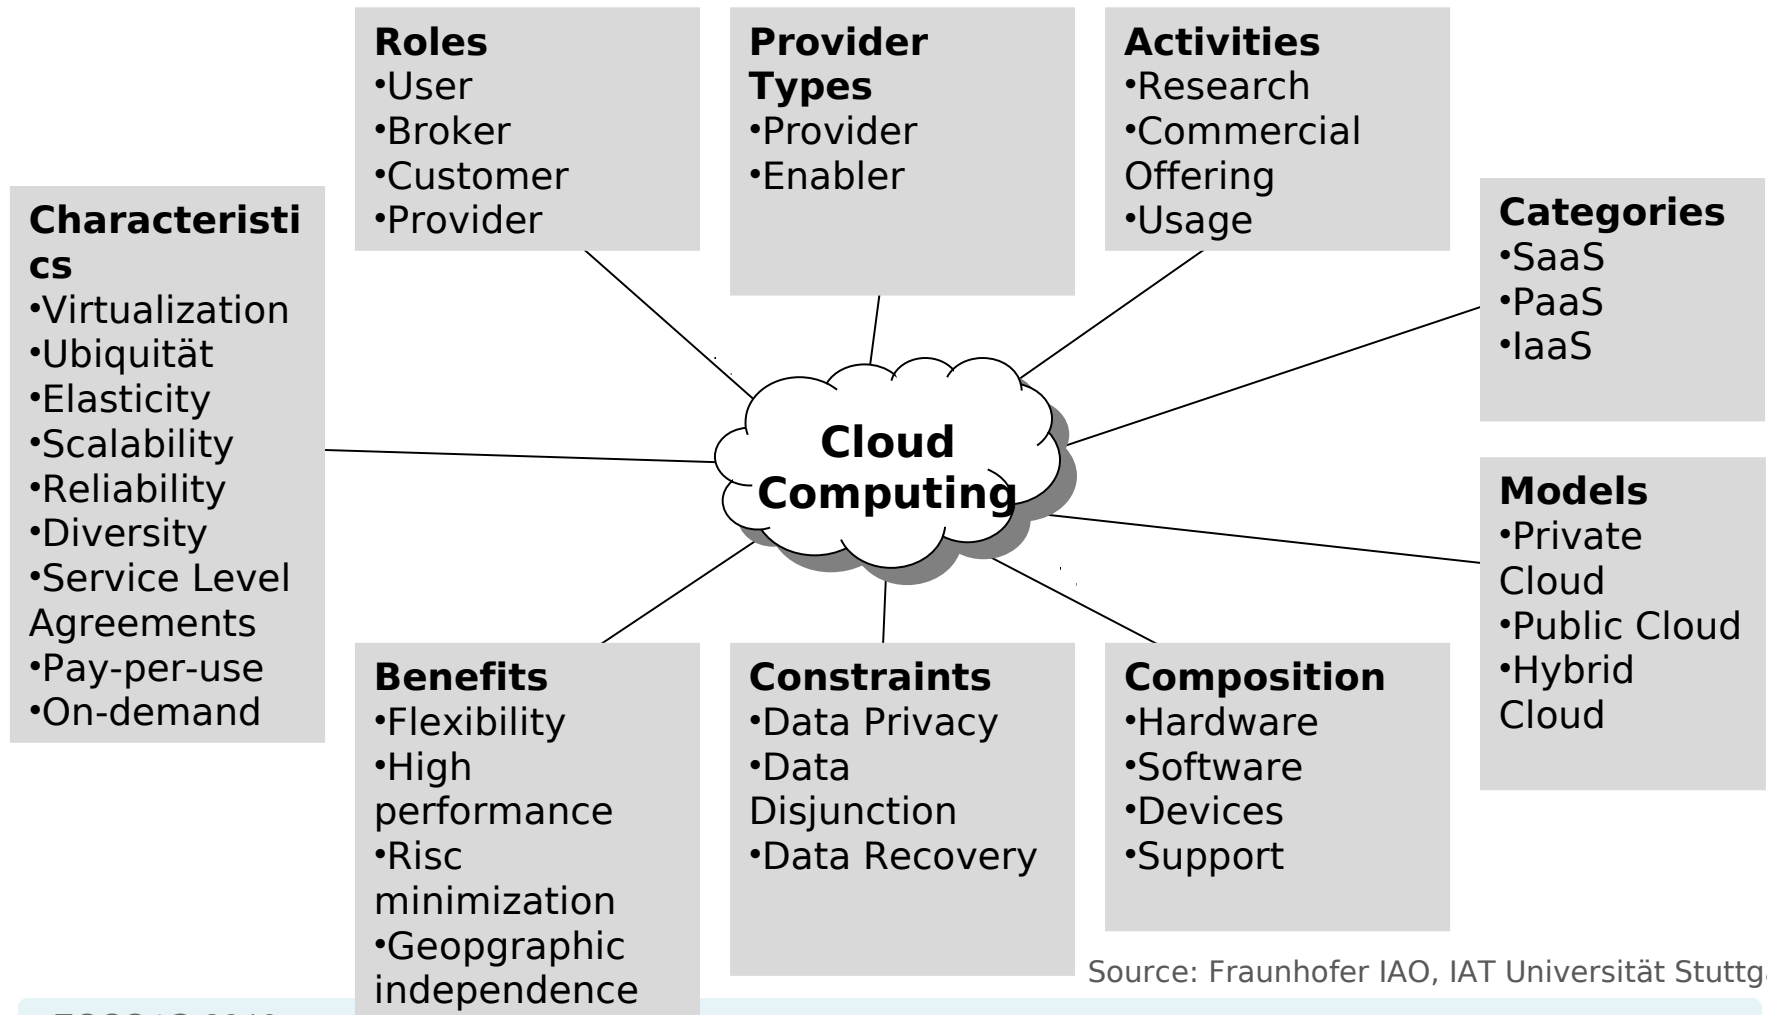 Roles
•User
•Broker
•Customer
•Provider
Provider
Types
•Provider
•Enabler
Activities
•Research
•Commercial
Offering
•Usage
Characteristi
cs
•Virtualization
•Ubiquität
•Elasticity
•Scalability
•Reliability
•Diversity
•Service Level
Agreements
•Pay-per-use
•On-demand
Cloud
Computing
Categories
•SaaS
•PaaS
•IaaS
Models
•Private
Cloud
•Public Cloud
•Hybrid
Cloud
Benefits
•Flexibility
•High
performance
•Risc
minimization
•Geopgraphic
independence
Constraints
•Data Privacy
•Data
Disjunction
•Data Recovery
Composition
•Hardware
•Software
•Devices
•Support
Source: Fraunhofer IAO, IAT Universität